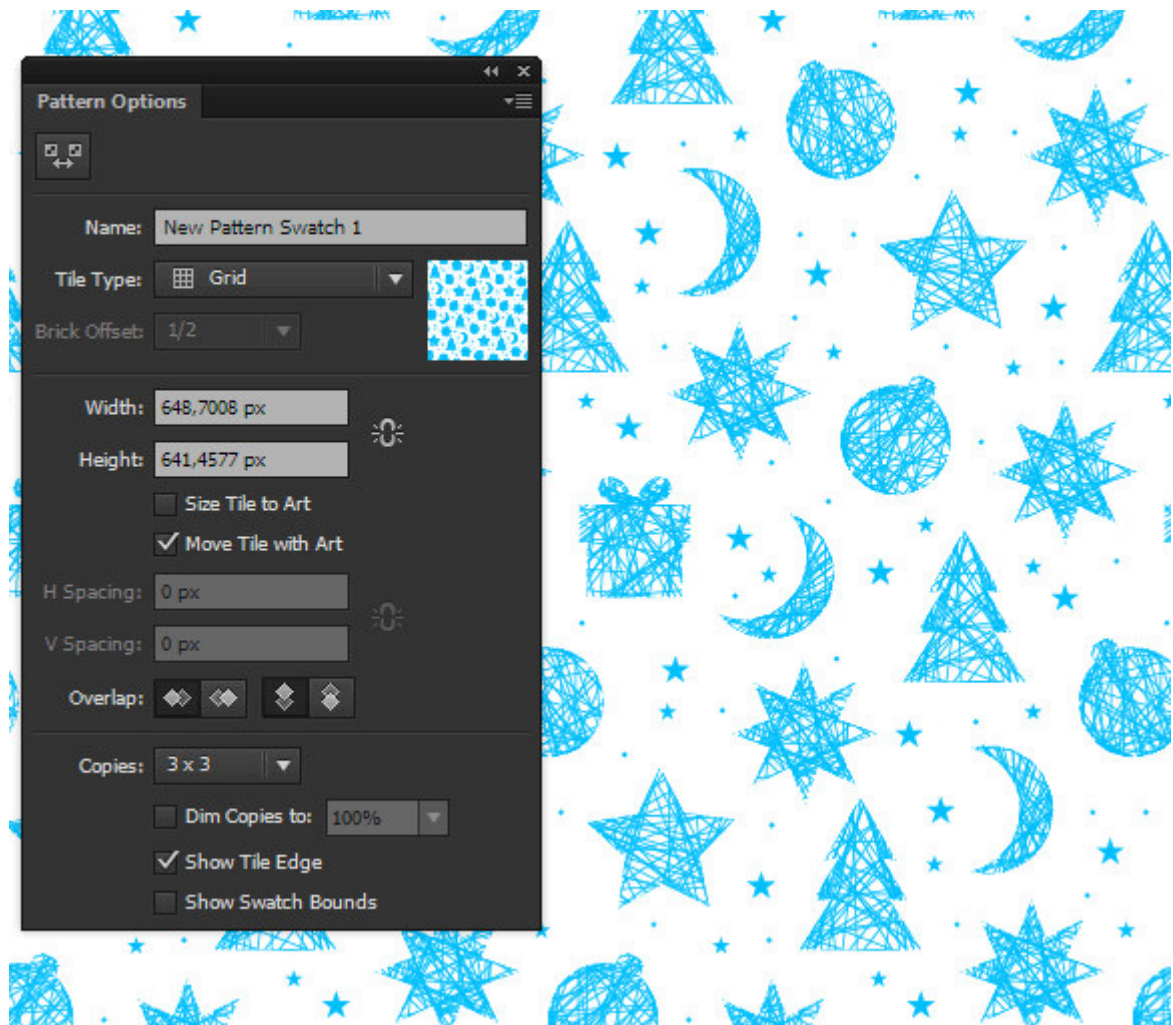 Pattern Options
Name: New Pattern Swatch 1
Tile Type: Grid
Brick Offset: 1/2
Width: 648,7008 px
Height: 641,4577 px
Size Tile to Art
Move Tile with Art
H Spacing: 0 px
V Spacing: 0 px
Overlap:
Copies: 3 x 3
Dim Copies to: 100%
Show Tile Edge
Show Swatch Bounds